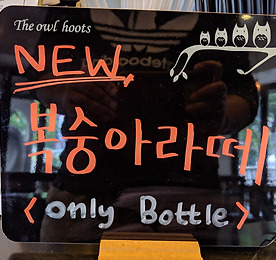 The owl hoots
NEW
복숭아라떼
< only Bottle >